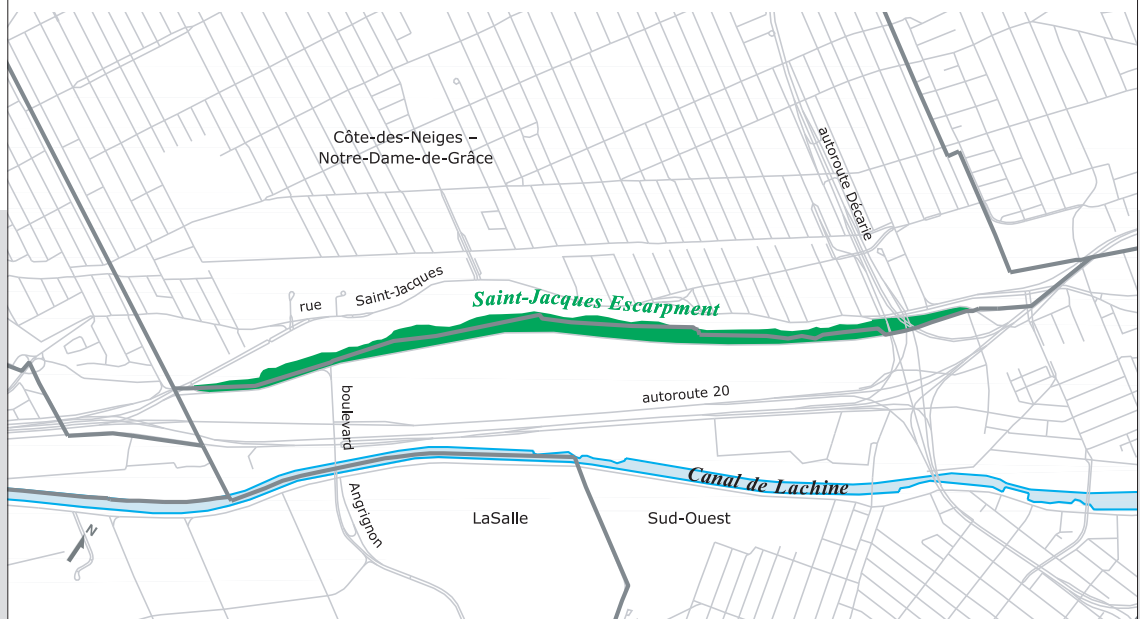 Côte-des-Neiges –
Notre-Dame-de-Grâce
autoroute Décarie
rue Saint-Jacques
Saint-Jacques Escarpment
boulevard
Angrignon
autoroute 20
Canal de Lachine
LaSalle
Sud-Ouest
N